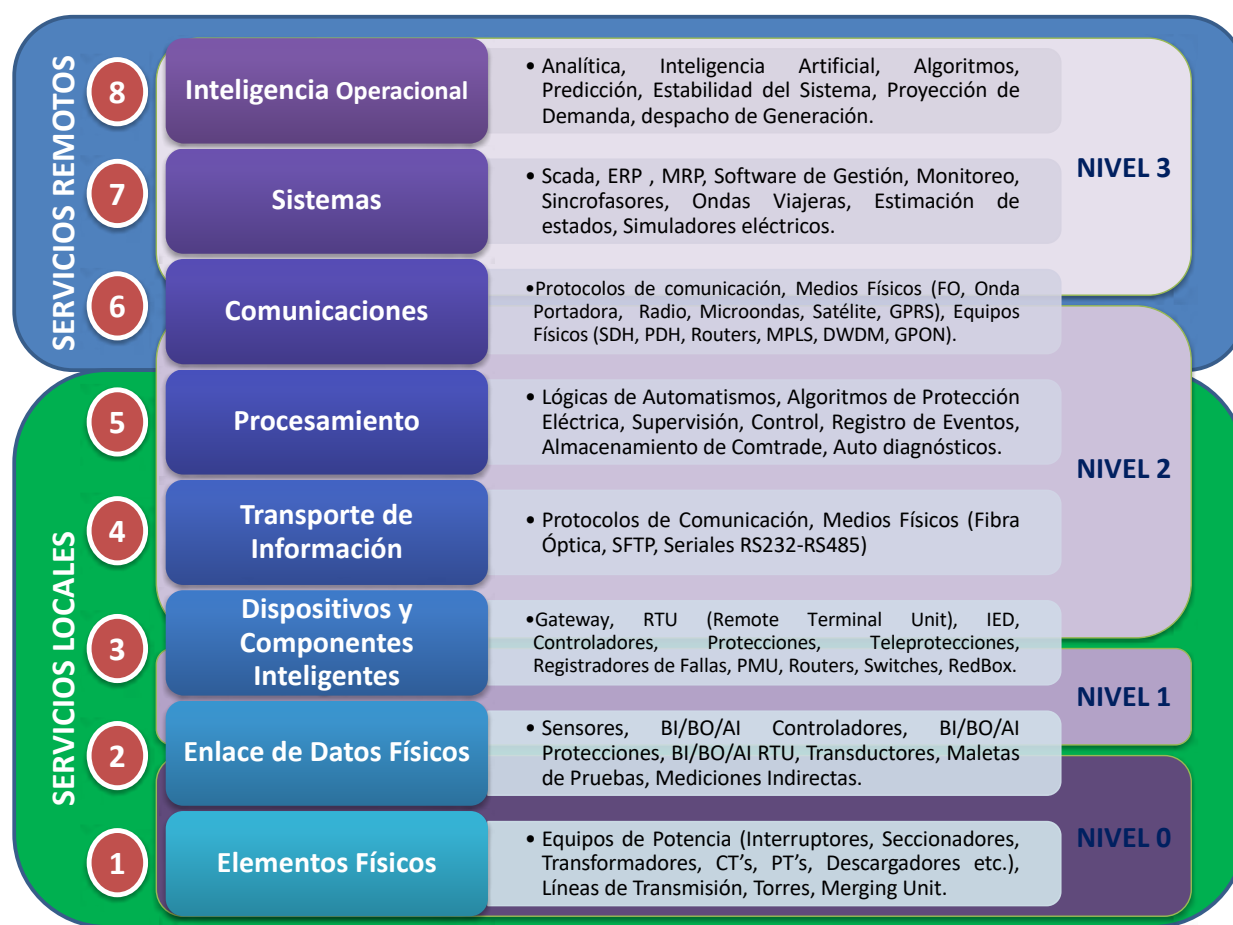 SERVICIOS REMOTOS
8
Inteligencia Operacional
• Analítica, Inteligencia Artificial, Algoritmos,
Predicción, Estabilidad del Sistema, Proyección de
Demanda, despacho de Generación.
NIVEL 3
7
Sistemas
• Scada, ERP , MRP, Software de Gestión, Monitoreo,
Sincrofasores, Ondas Viajeras, Estimación de
estados, Simuladores eléctricos.
6
Comunicaciones
•Protocolos de comunicación, Medios Físicos (FO, Onda
Portadora, Radio, Microondas, Satélite, GPRS), Equipos
Físicos (SDH, PDH, Routers, MPLS, DWDM, GPON).
SERVICIOS LOCALES
5
Procesamiento
• Lógicas de Automatismos, Algoritmos de Protección
Eléctrica, Supervisión, Control, Registro de Eventos,
Almacenamiento de Comtrade, Auto diagnósticos.
NIVEL 2
4
Transporte de
Información
• Protocolos de Comunicación, Medios Físicos (Fibra
Óptica, SFTP, Seriales RS232-RS485)
3
Dispositivos y
Componentes
Inteligentes
•Gateway, RTU (Remote Terminal Unit), IED,
Controladores, Protecciones, Teleprotecciones,
Registradores de Fallas, PMU, Routers, Switches, RedBox.
NIVEL 1
2
Enlace de Datos Físicos
• Sensores, BI/BO/AI Controladores, BI/BO/AI
Protecciones, BI/BO/AI RTU, Transductores, Maletas
de Pruebas, Mediciones Indirectas.
NIVEL 0
1
Elementos Físicos
• Equipos de Potencia (Interruptores, Seccionadores,
Transformadores, CT’s, PT’s, Descargadores etc.),
Líneas de Transmisión, Torres, Merging Unit.